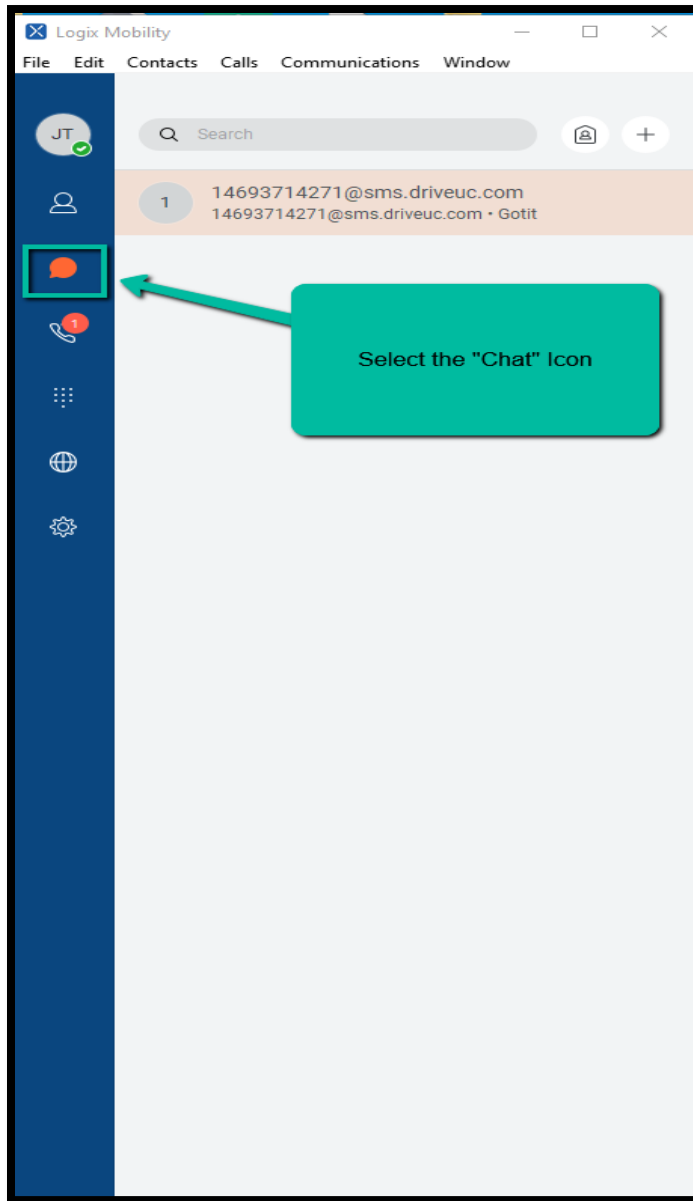 Logix Mobility
File Edit Contacts Calls Communications Window
JT
Search
1
14693714271@sms.driveuc.com
14693714271@sms.driveuc.com • Gotit
1
Select the "Chat" Icon